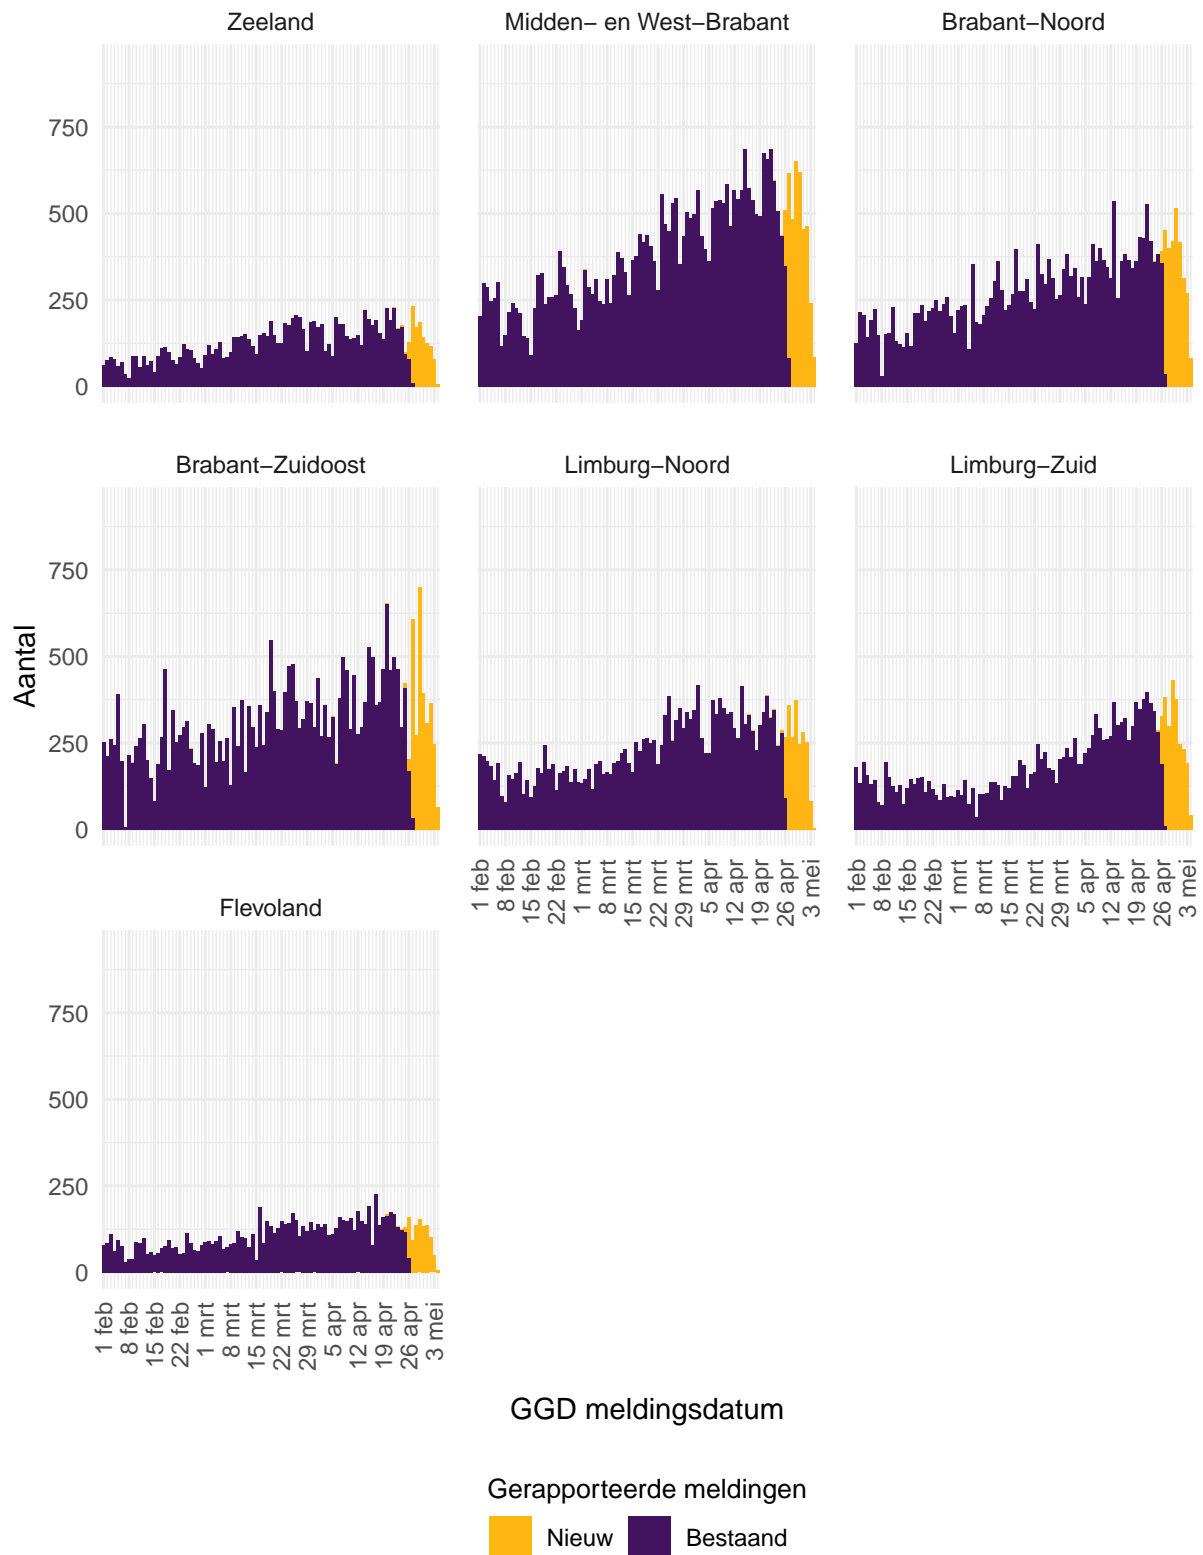 Zeeland
Midden− en West−Brabant
Brabant−Noord
750
500
250
0
Brabant−Zuidoost
Limburg−Noord
Limburg−Zuid
Aantal
750
500
250
0
1 feb
8 feb
15 feb
22 feb
1 mrt
8 mrt
15 mrt
22 mrt
29 mrt
5 apr
12 apr
19 apr
26 apr
3 mei
1 feb
8 feb
15 feb
22 feb
1 mrt
8 mrt
15 mrt
22 mrt
29 mrt
5 apr
12 apr
19 apr
26 apr
3 mei
Flevoland
750
500
250
0
1 feb
8 feb
15 feb
22 feb
1 mrt
8 mrt
15 mrt
22 mrt
29 mrt
5 apr
12 apr
19 apr
26 apr
3 mei
GGD meldingsdatum
Gerapporteerde meldingen
Nieuw Bestaand